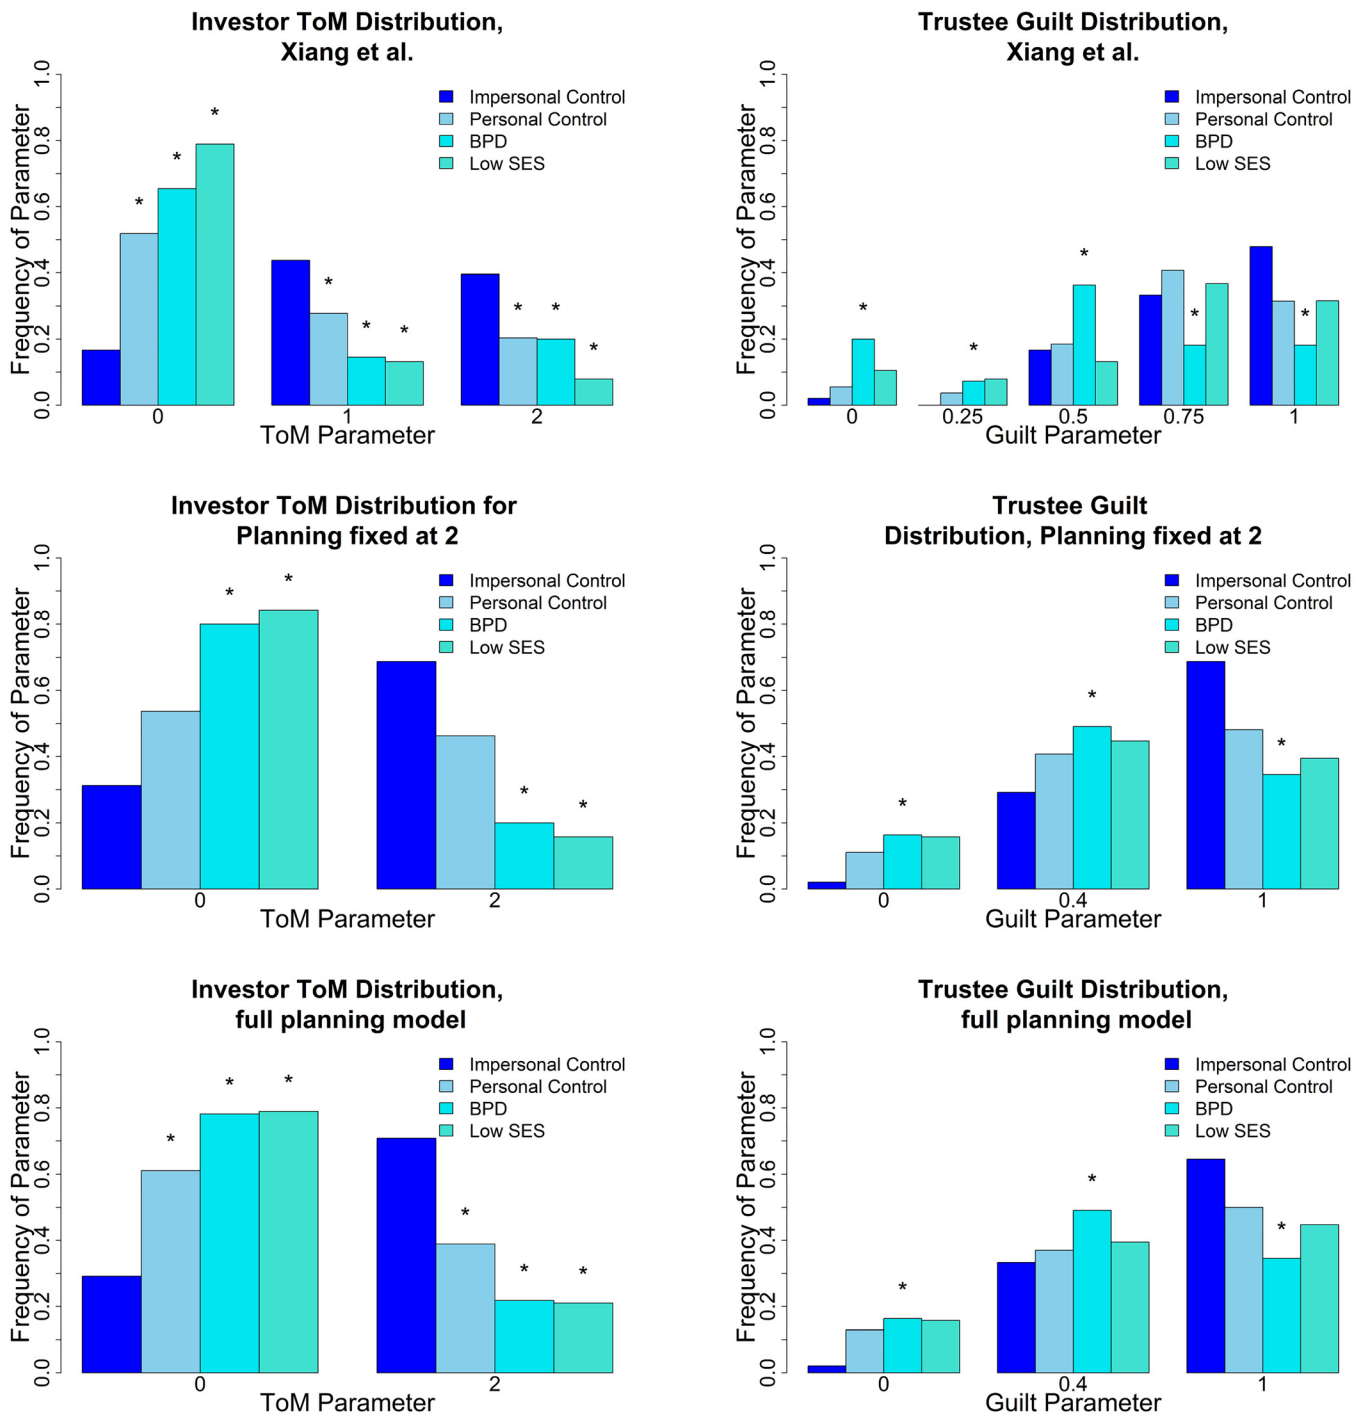 Investor ToM Distribution,
Xiang et al.
Frequency of Parameter
0.0 0.2 0.4 0.6 0.8 1.0
Impersonal Control
Personal Control
BPD
Low SES
* * *
* * *
* * *
0 1 2
ToM Parameter
Trustee Guilt Distribution,
Xiang et al.
Frequency of Parameter
0.0 0.2 0.4 0.6 0.8 1.0
Impersonal Control
Personal Control
BPD
Low SES
* * * * *
0 0.25 0.5 0.75 1
Guilt Parameter
Investor ToM Distribution for
Planning fixed at 2
Frequency of Parameter
0.0 0.2 0.4 0.6 0.8 1.0
Impersonal Control
Personal Control
BPD
Low SES
* *
* *
0 2
ToM Parameter
Trustee Guilt
Distribution, Planning fixed at 2
Frequency of Parameter
0.0 0.2 0.4 0.6 0.8 1.0
Impersonal Control
Personal Control
BPD
Low SES
* * *
0 0.4 1
Guilt Parameter
Investor ToM Distribution,
full planning model
Frequency of Parameter
0.0 0.2 0.4 0.6 0.8 1.0
Impersonal Control
Personal Control
BPD
Low SES
* * *
* * *
0 2
ToM Parameter
Trustee Guilt Distribution,
full planning model
Frequency of Parameter
0.0 0.2 0.4 0.6 0.8 1.0
Impersonal Control
Personal Control
BPD
Low SES
* * *
0 0.4 1
Guilt Parameter